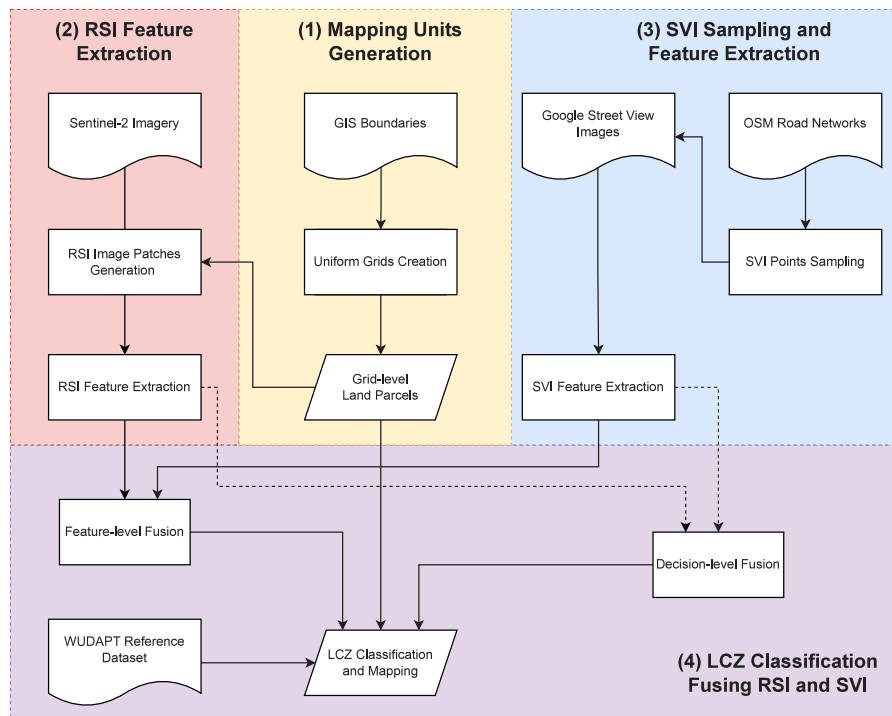 (2) RSI Feature
Extraction
(1) Mapping Units
Generation
(3) SVI Sampling and
Feature Extraction
Sentinel-2 Imagery
GIS Boundaries
Google Street View
Images
OSM Road Networks
RSI Image Patches
Generation
Uniform Grids Creation
SVI Points Sampling
RSI Feature Extraction
Grid-level
Land Parcels
SVI Feature Extraction
Feature-level Fusion
Decision-level Fusion
WUDAPT Reference
Dataset
LCZ Classification
and Mapping
(4) LCZ Classification
Fusing RSI and SVI